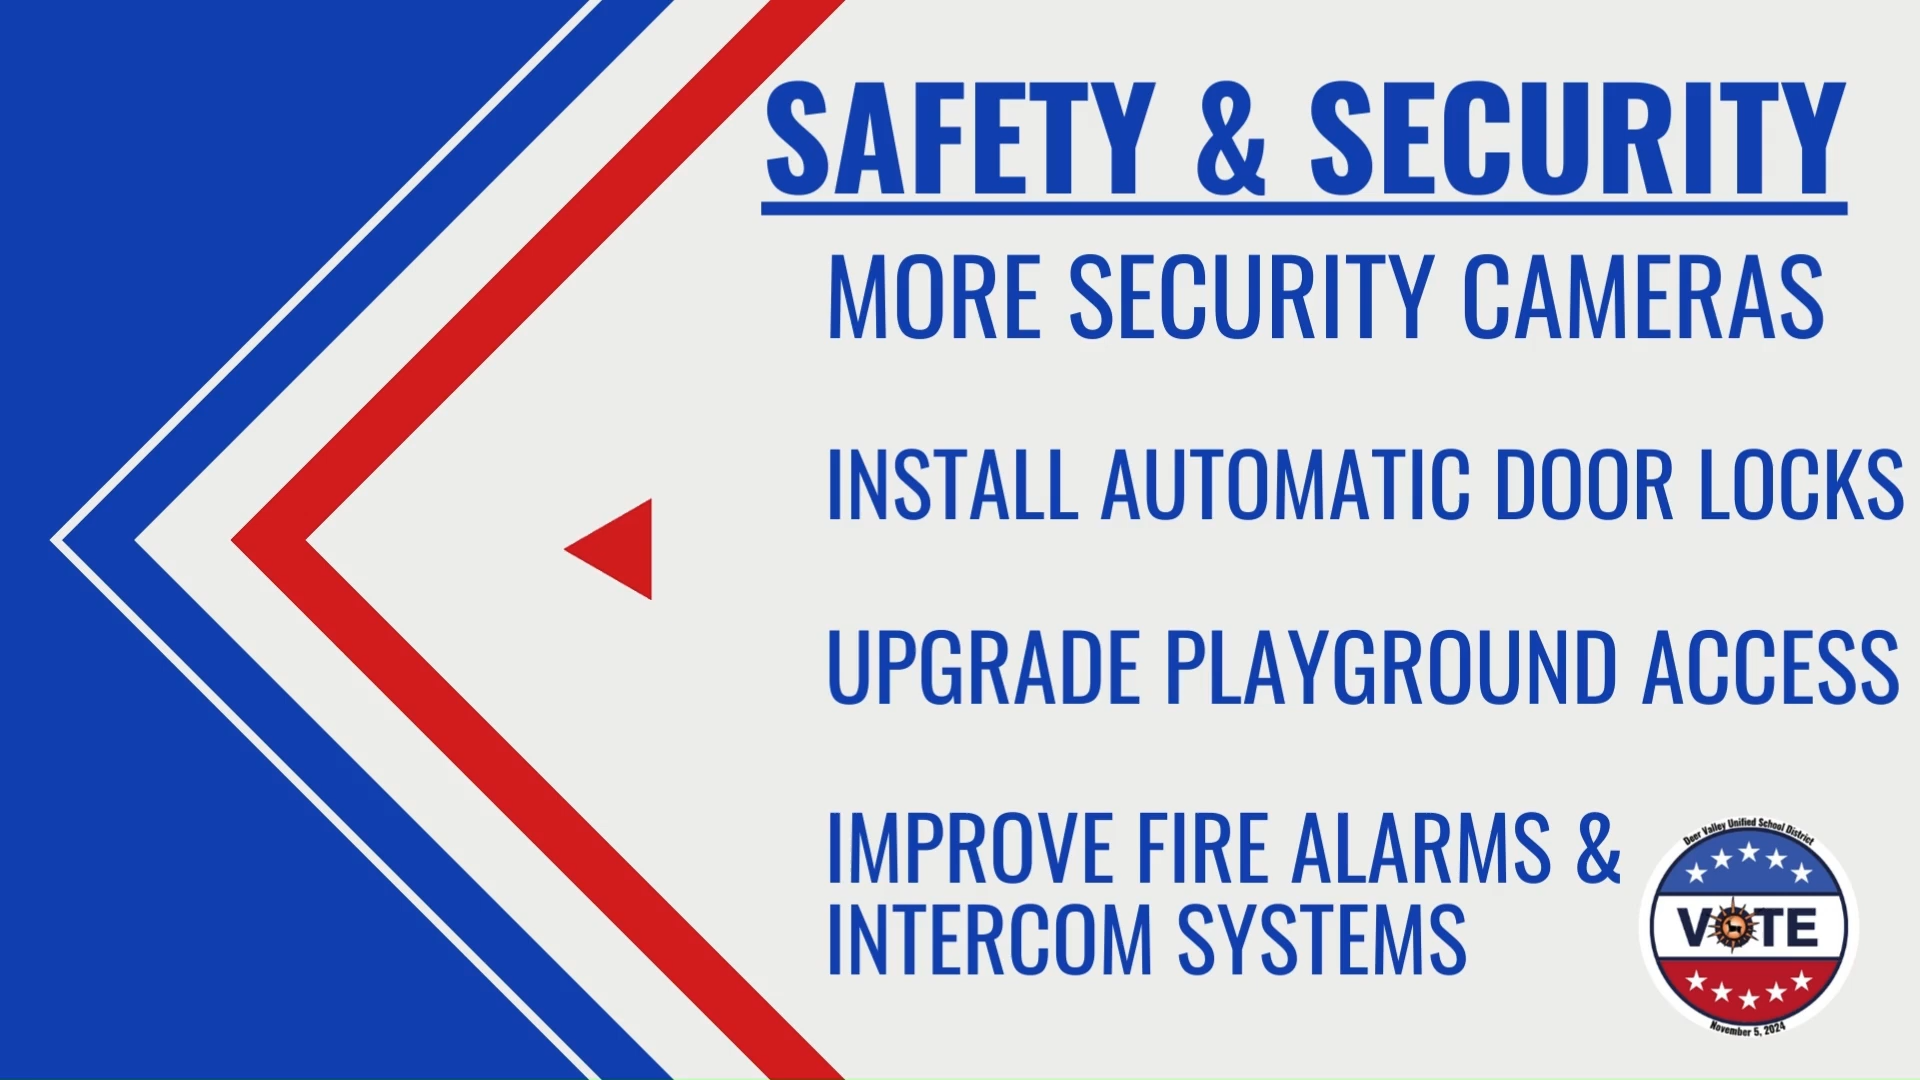 SAFETY & SECURITY
MORE SECURITY CAMERAS
INSTALL AUTOMATIC DOOR LOCKS
UPGRADE PLAYGROUND ACCESS
IMPROVE FIRE ALARMS &
INTERCOM SYSTEMS
Deer Valley Unified School District
VOTE
November 5, 2024